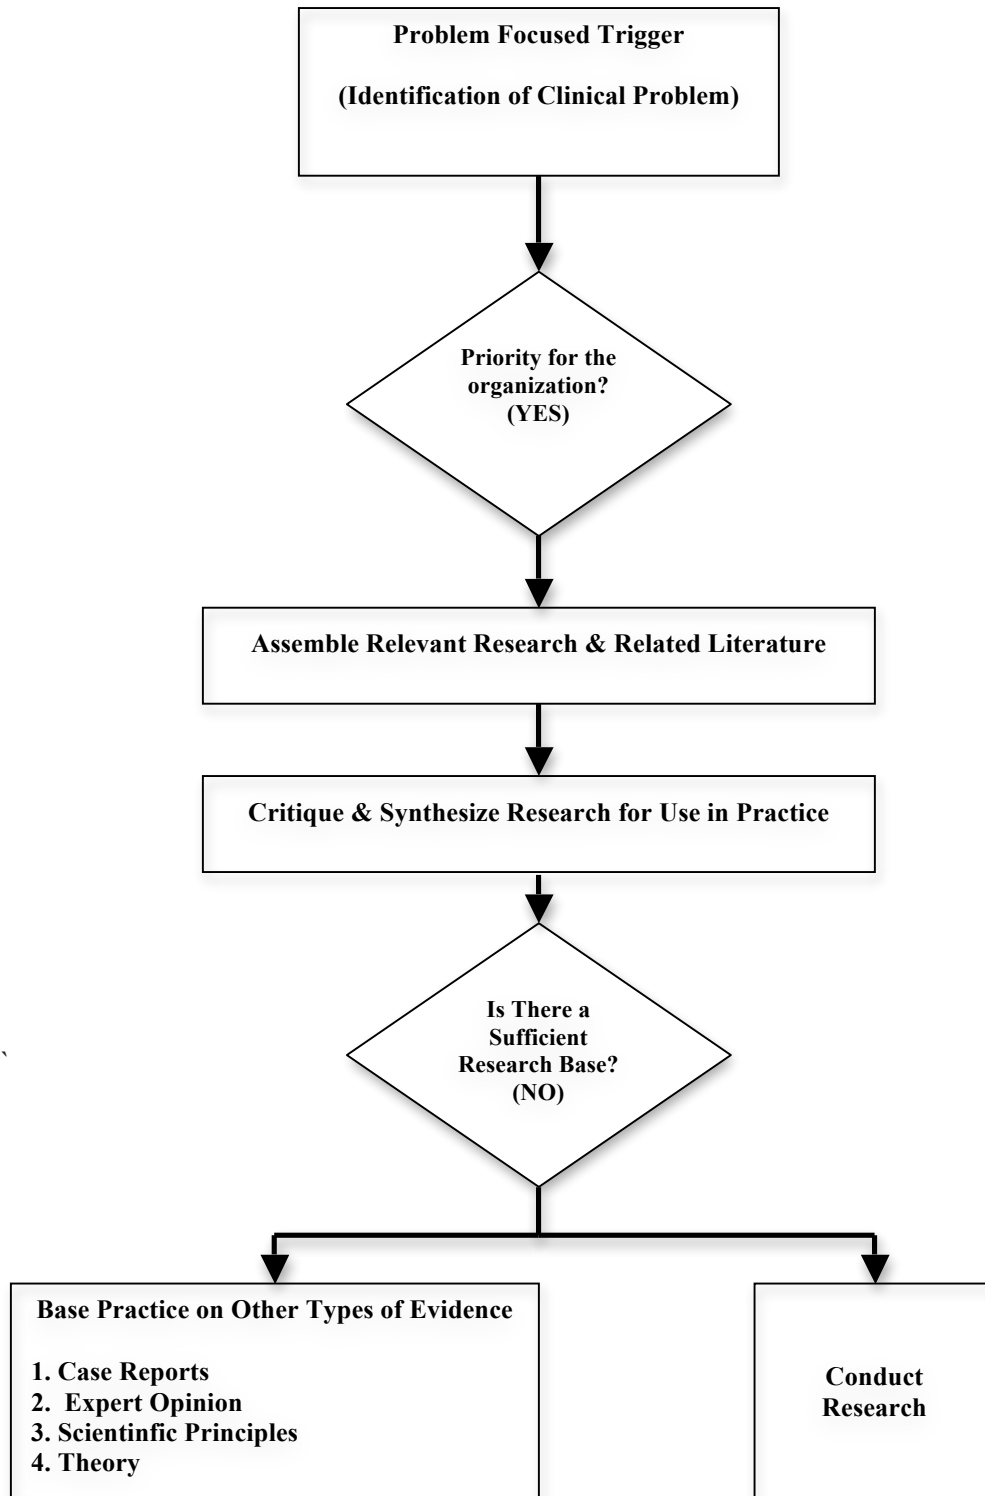 Problem Focused Trigger
(Identification of Clinical Problem)
Priority for the
organization?
(YES)
Assemble Relevant Research & Related Literature
Critique & Synthesize Research for Use in Practice
Is There a
Sufficient
Research Base?
(NO)
`
Base Practice on Other Types of Evidence
1. Case Reports
2. Expert Opinion
3. Scientinfic Principles
4. Theory
Conduct
Research